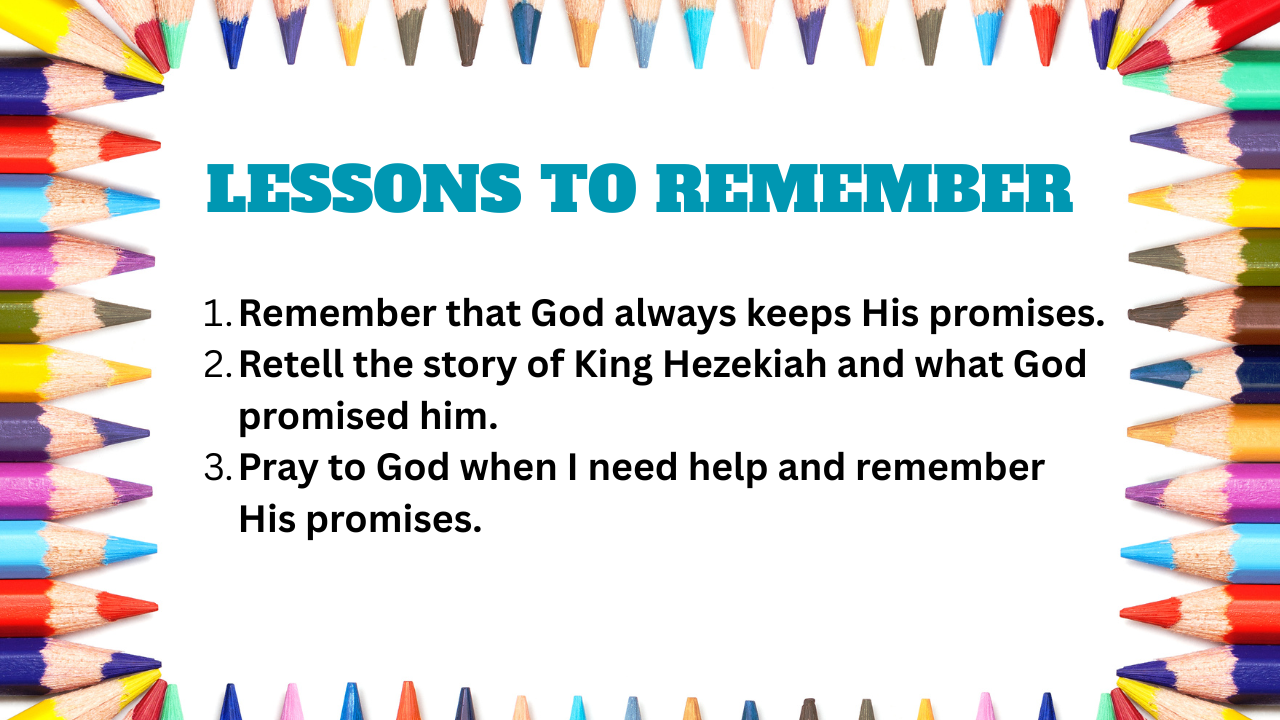 LESSONS TO REMEMBER
1. Remember that God always keeps His promises.
2. Retell the story of King Hezekiah and what God
promised him.
3. Pray to God when I need help and remember
His promises.